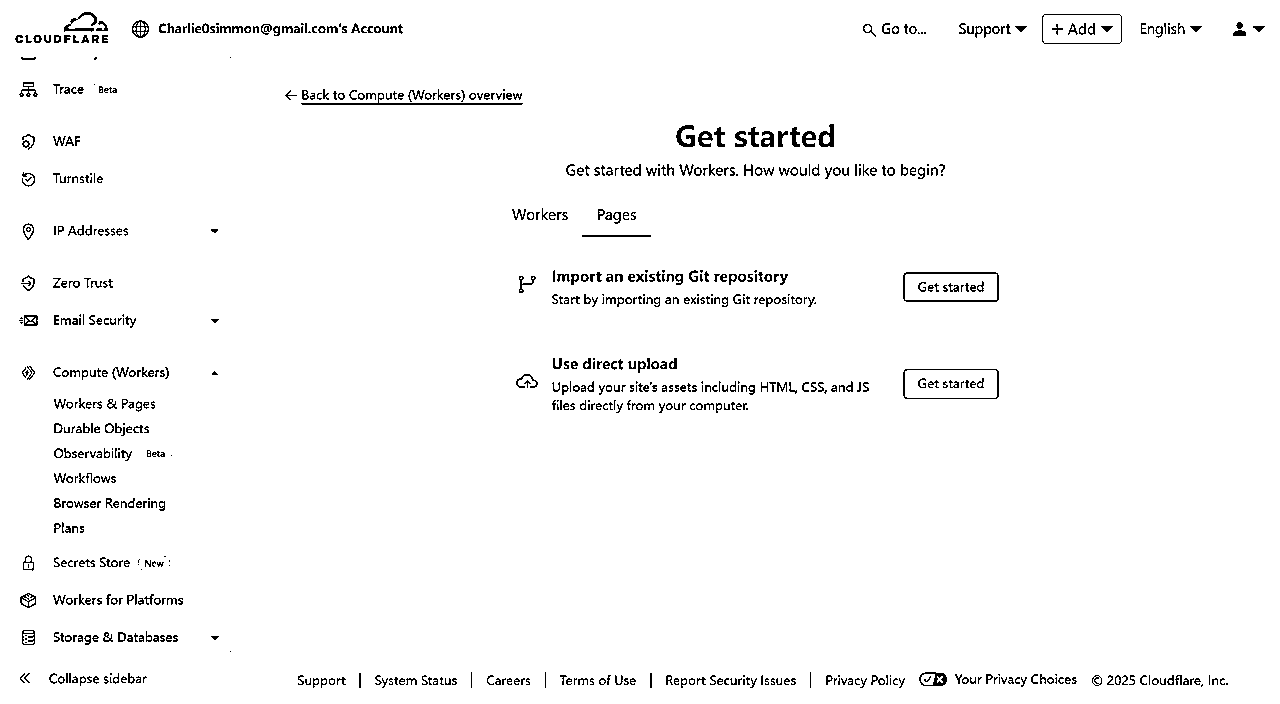 CLOUDFLARE
Charlie0simmon@gmail.com's Account
Go to...
Support
+ Add
English
Trace Beta
WAF
Turnstile
IP Addresses
Zero Trust
Email Security
Compute (Workers)
Workers & Pages
Durable Objects
Observability Beta
Workflows
Browser Rendering
Plans
Secrets Store New
Workers for Platforms
Storage & Databases
Collapse sidebar
Back to Compute (Workers) overview
Get started
Get started with Workers. How would you like to begin?
Workers Pages
Import an existing Git repository
Start by importing an existing Git repository.
Get started
Use direct upload
Upload your site's assets including HTML, CSS, and JS
files directly from your computer.
Get started
Support | System Status | Careers | Terms of Use | Report Security Issues | Privacy Policy Your Privacy Choices © 2025 Cloudflare, Inc.